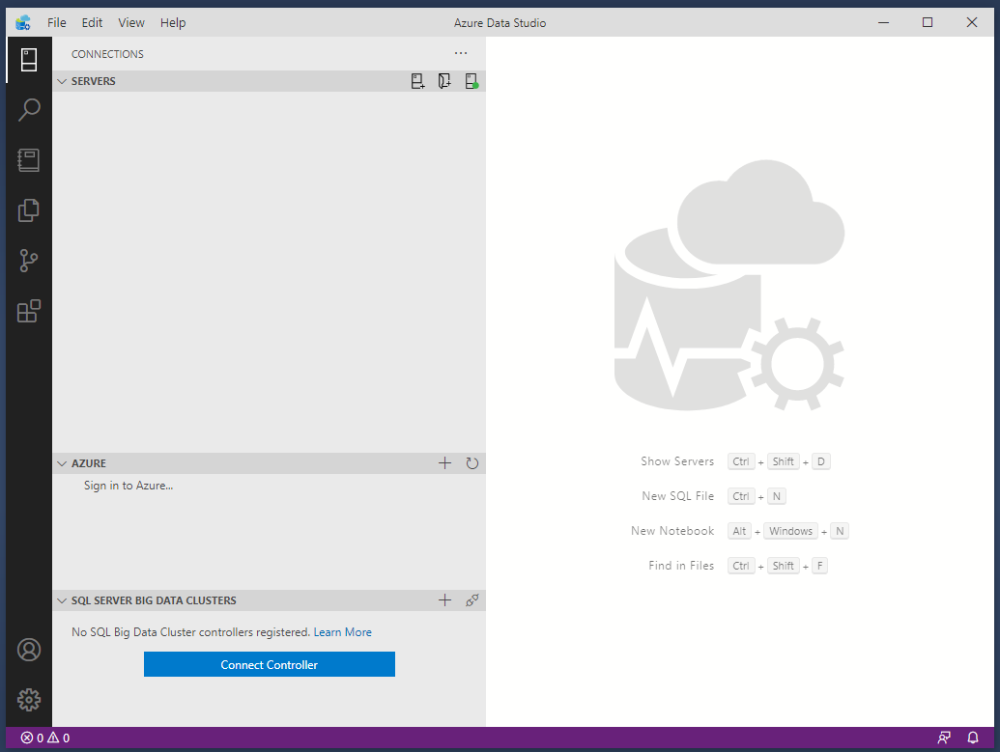 File Edit View Help Azure Data Studio
CONNECTIONS
SERVERS
AZURE
Sign in to Azure...
SQL SERVER BIG DATA CLUSTERS
No SQL Big Data Cluster controllers registered. Learn More
Connect Controller
Show Servers Ctrl + Shift + D
New SQL File Ctrl + N
New Notebook Alt + Windows + N
Find in Files Ctrl + Shift + F
0 0